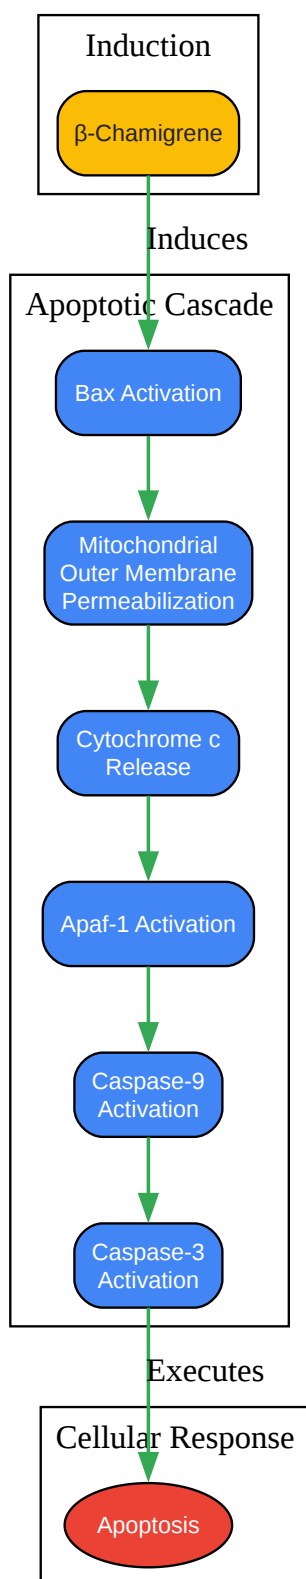 Induction
β-Chamigrene
Induces
Apoptotic Cascade
Bax Activation
Mitochondrial
Outer Membrane
Permeabilization
Cytochrome c
Release
Apaf-1 Activation
Caspase-9
Activation
Caspase-3
Activation
Executes
Cellular Response
Apoptosis